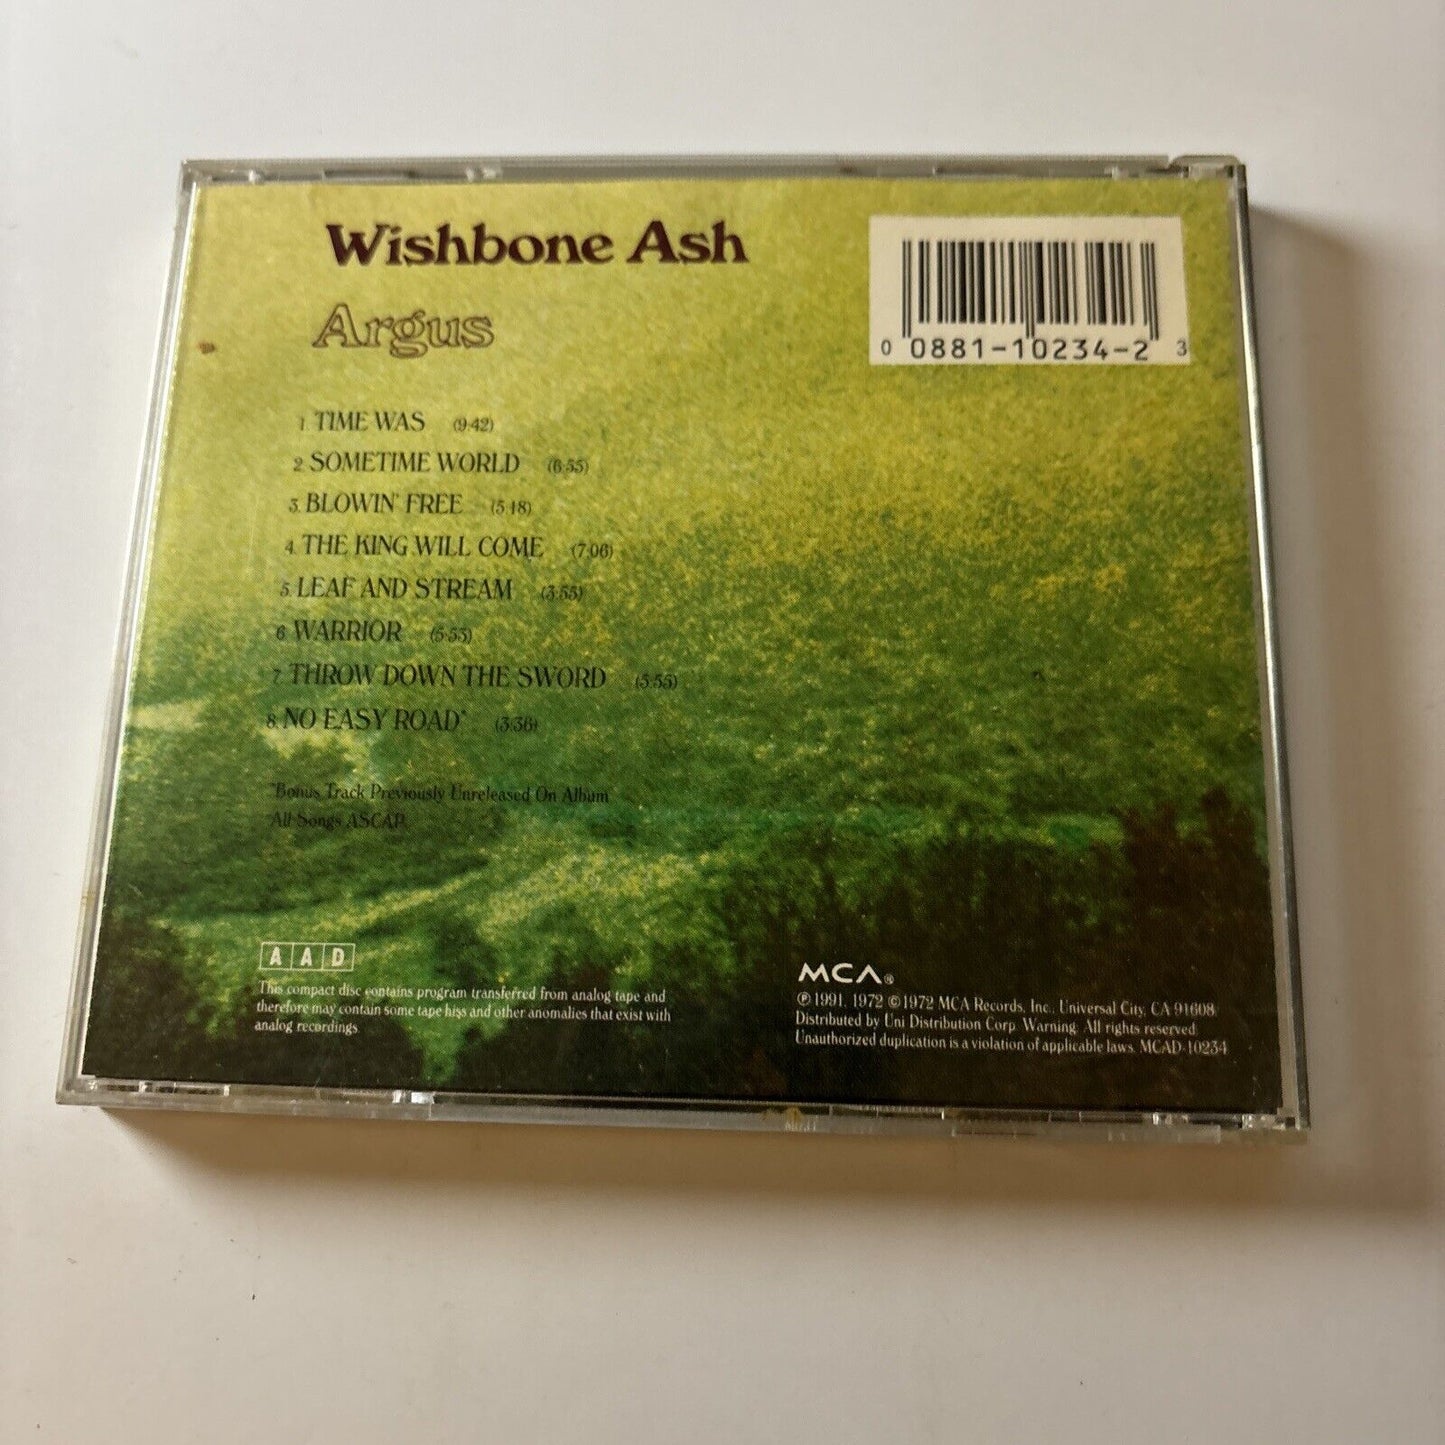 Wishbone Ash
Argus
0 0881-10234-2 3
1. TIME WAS (9:42)
2. SOMETIME WORLD (6:55)
3. BLOWIN' FREE (5:18)
4. THE KING WILL COME (7:06)
5. LEAF AND STREAM (3:55)
6. WARRIOR (5:53)
7. THROW DOWN THE SWORD (5:55)
8. NO EASY ROAD* (3:36)
*Bonus Track Previously Unreleased On Album
All Songs ASCAP.
A A D
This compact disc contains program transferred from analog tape and
therefore may contain some tape hiss and other anomalies that exist with
analog recordings.
MCA®
℗ 1991, 1972 © 1972 MCA Records, Inc., Universal City, CA 91608.
Distributed by Uni Distribution Corp. Warning: All rights reserved.
Unauthorized duplication is a violation of applicable laws. MCAD-10234